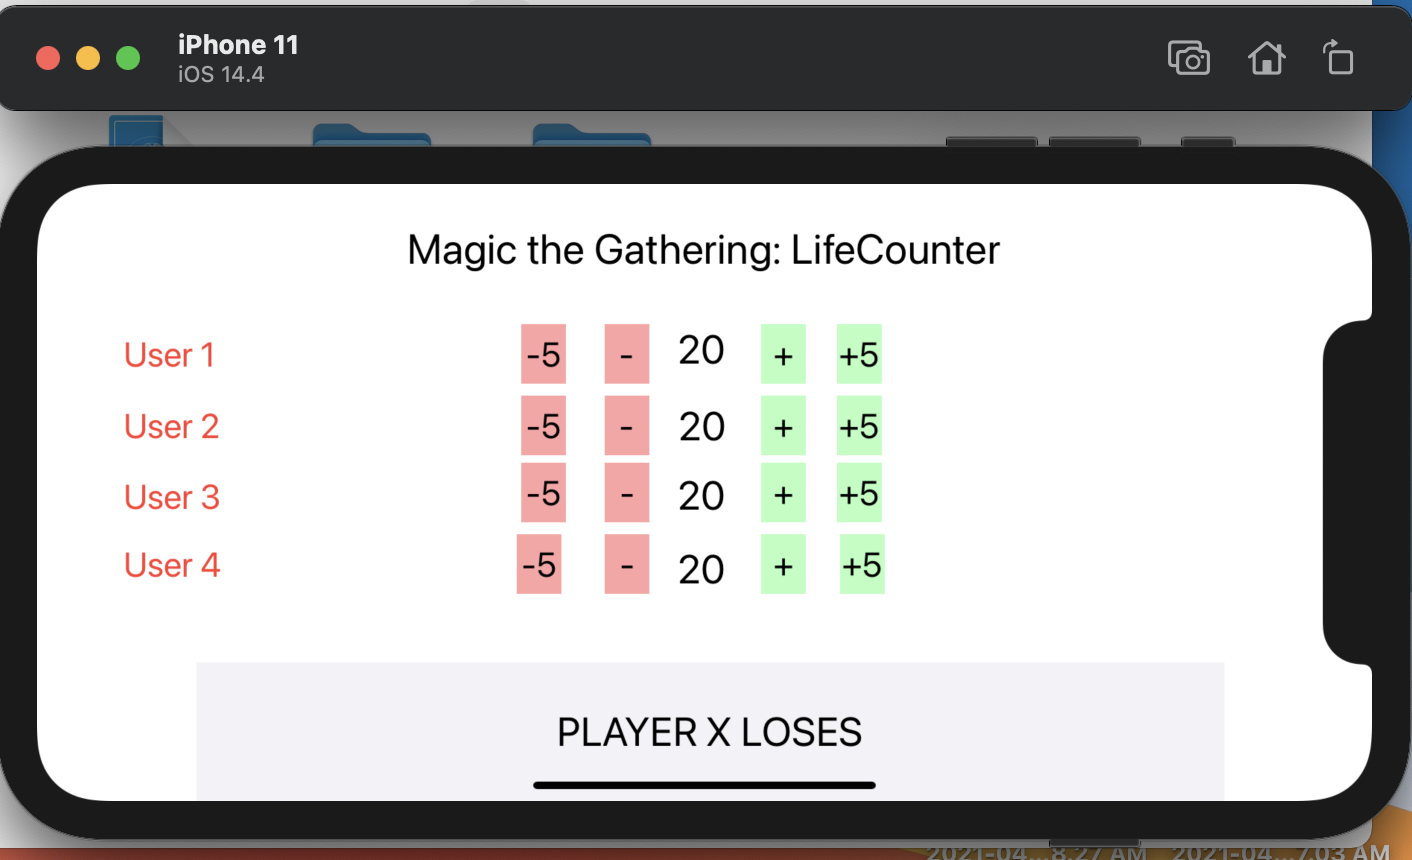 iPhone 11
iOS 14.4
Magic the Gathering: LifeCounter
User 1 -5 - 20 + +5
User 2 -5 - 20 + +5
User 3 -5 - 20 + +5
User 4 -5 - 20 + +5
PLAYER X LOSES
2021-04...8.27 AM 2021-04...7.03 AM